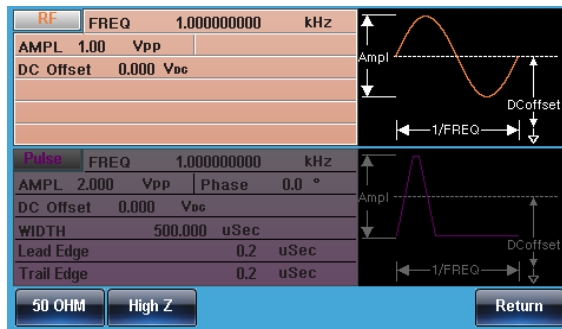 RF FREQ 1.000000000 kHz
AMPL 1.00 Vpp
DC Offset 0.000 VDC
Ampl
DCoffset
1/FREQ
Pulse FREQ 1.000000000 kHz
AMPL 2.000 Vpp Phase 0.0 °
DC Offset 0.000 VDC
WIDTH 500.000 uSec
Lead Edge 0.2 uSec
Trail Edge 0.2 uSec
Ampl
DCoffset
1/FREQ
50 OHM High Z Return